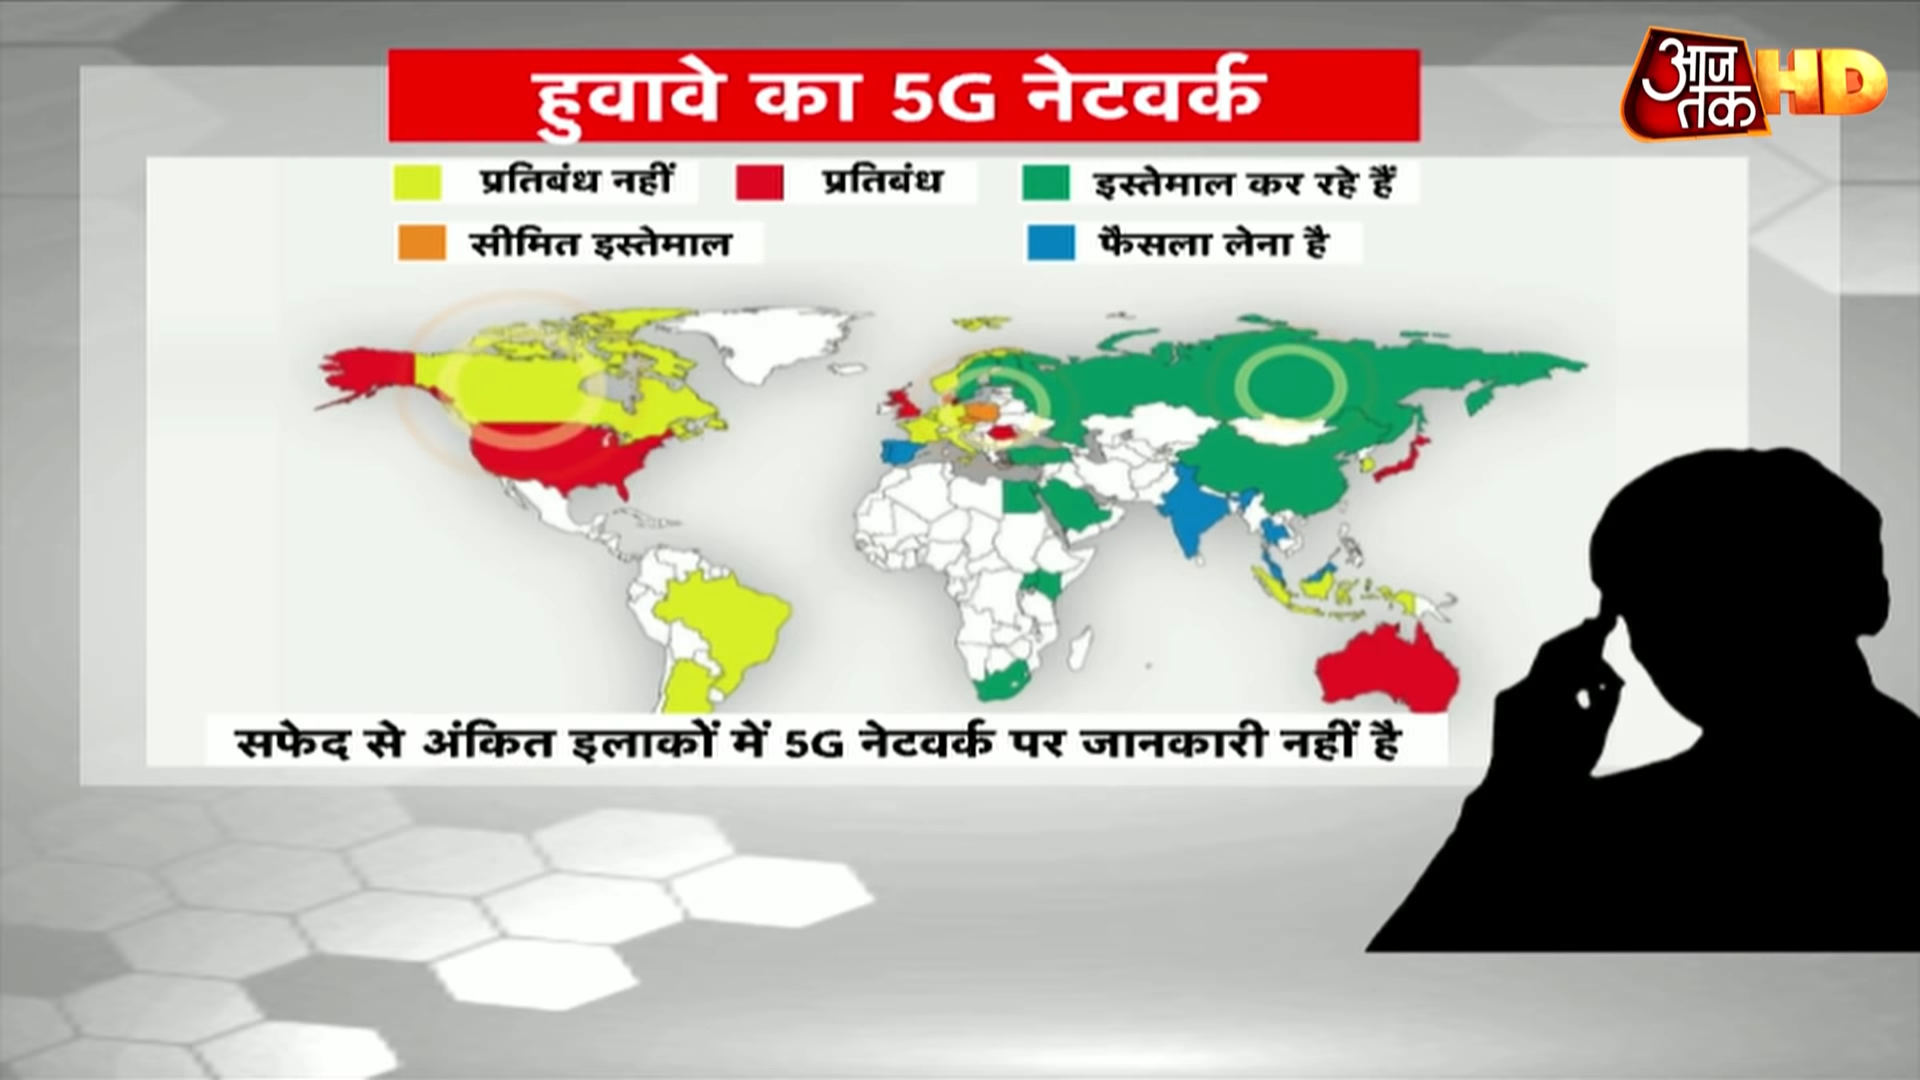 हुवावे का 5G नेटवर्क
आज तक HD
प्रतिबंध नहीं
प्रतिबंध
इस्तेमाल कर रहे हैं
सीमित इस्तेमाल
फैसला लेना है
सफेद से अंकित इलाकों में 5G नेटवर्क पर जानकारी नहीं है